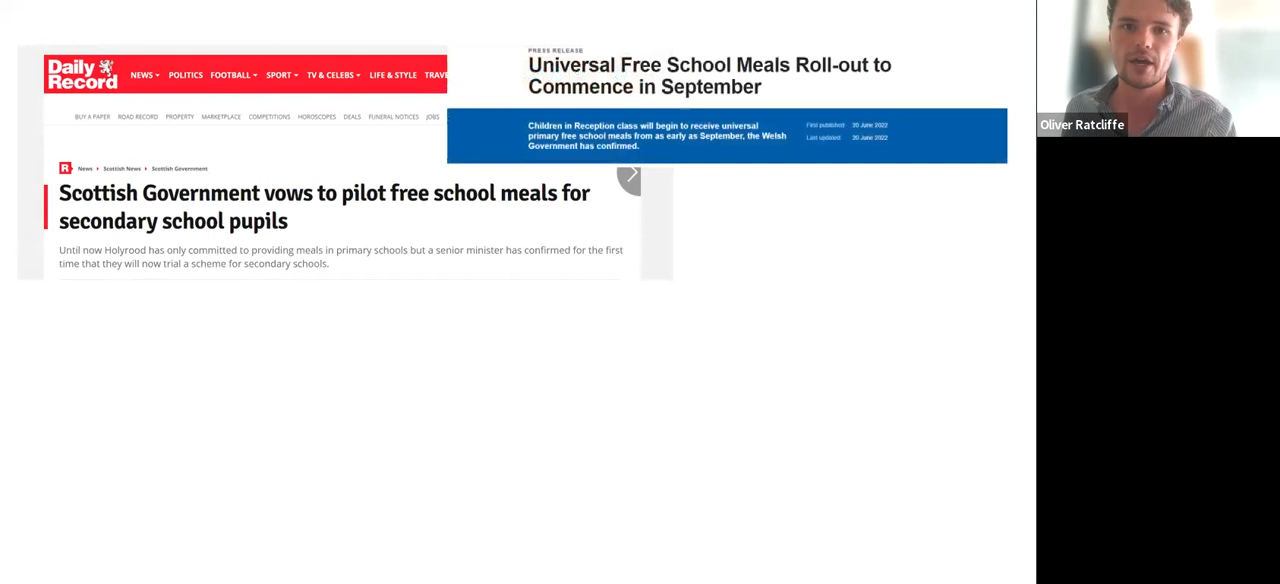 Daily
Record
NEWS POLITICS FOOTBALL SPORT TV & CELEBS LIFE & STYLE TRAVE
BUY A PAPER ROAD RECORD PROPERTY MARKETPLACE COMPETITIONS HOROSCOPES DEALS FUNERAL NOTICES JOBS
R News Scottish News Scottish Government
Scottish Government vows to pilot free school meals for
secondary school pupils
Until now Holyrood has only committed to providing meals in primary schools but a senior minister has confirmed for the first
time that they will now trial a scheme for secondary schools.
PRESS RELEASE
Universal Free School Meals Roll-out to
Commence in September
Children in Reception class will begin to receive universal
primary free school meals from as early as September, the Welsh
Government has confirmed.
First published: 20 June 2022
Last updated: 20 June 2022
Oliver Ratcliffe